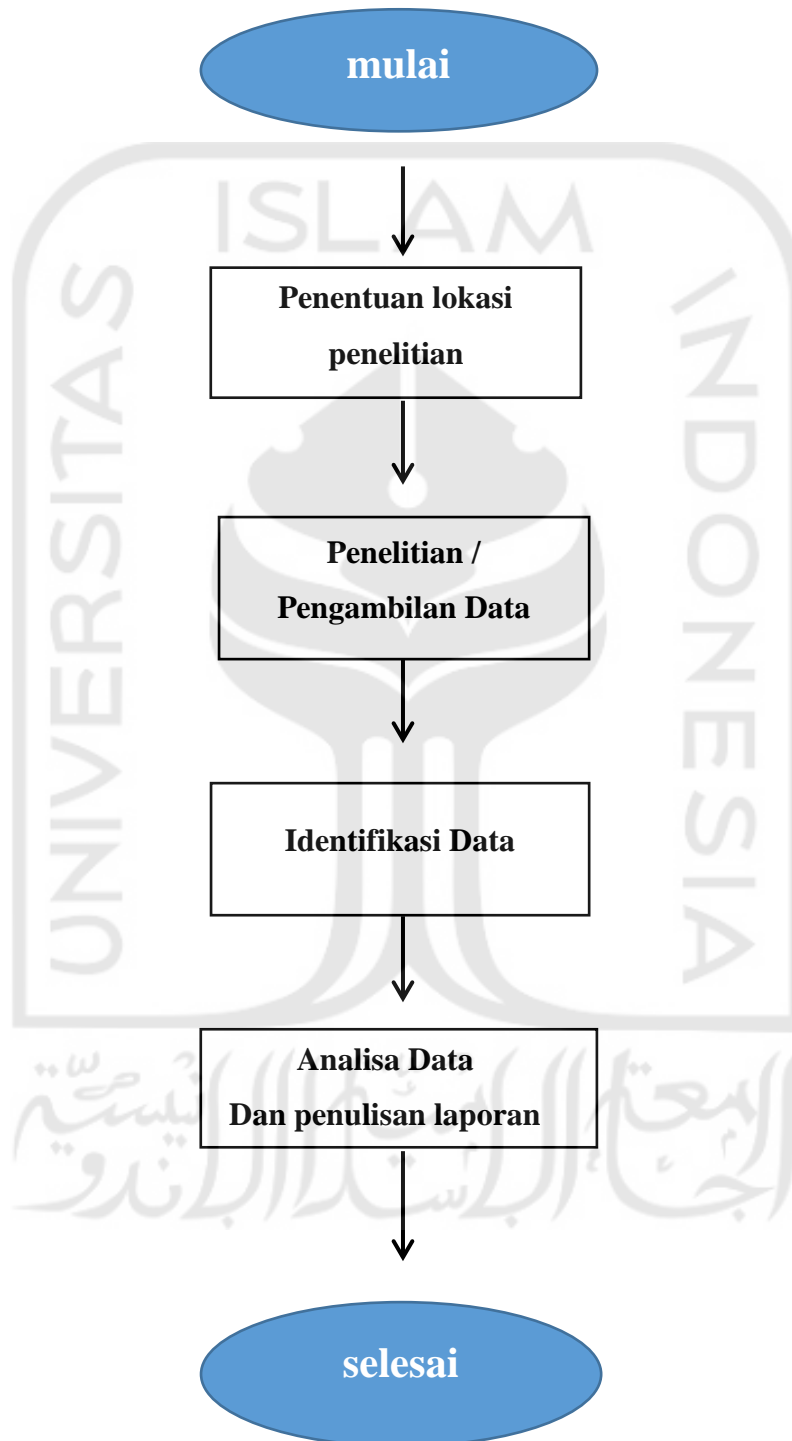 mulai
ISLAM
UNIVERSITAS
INDONESIA
Penentuan lokasi
penelitian
Penelitian /
Pengambilan Data
Identifikasi Data
Analisa Data
Dan penulisan laporan
selesai